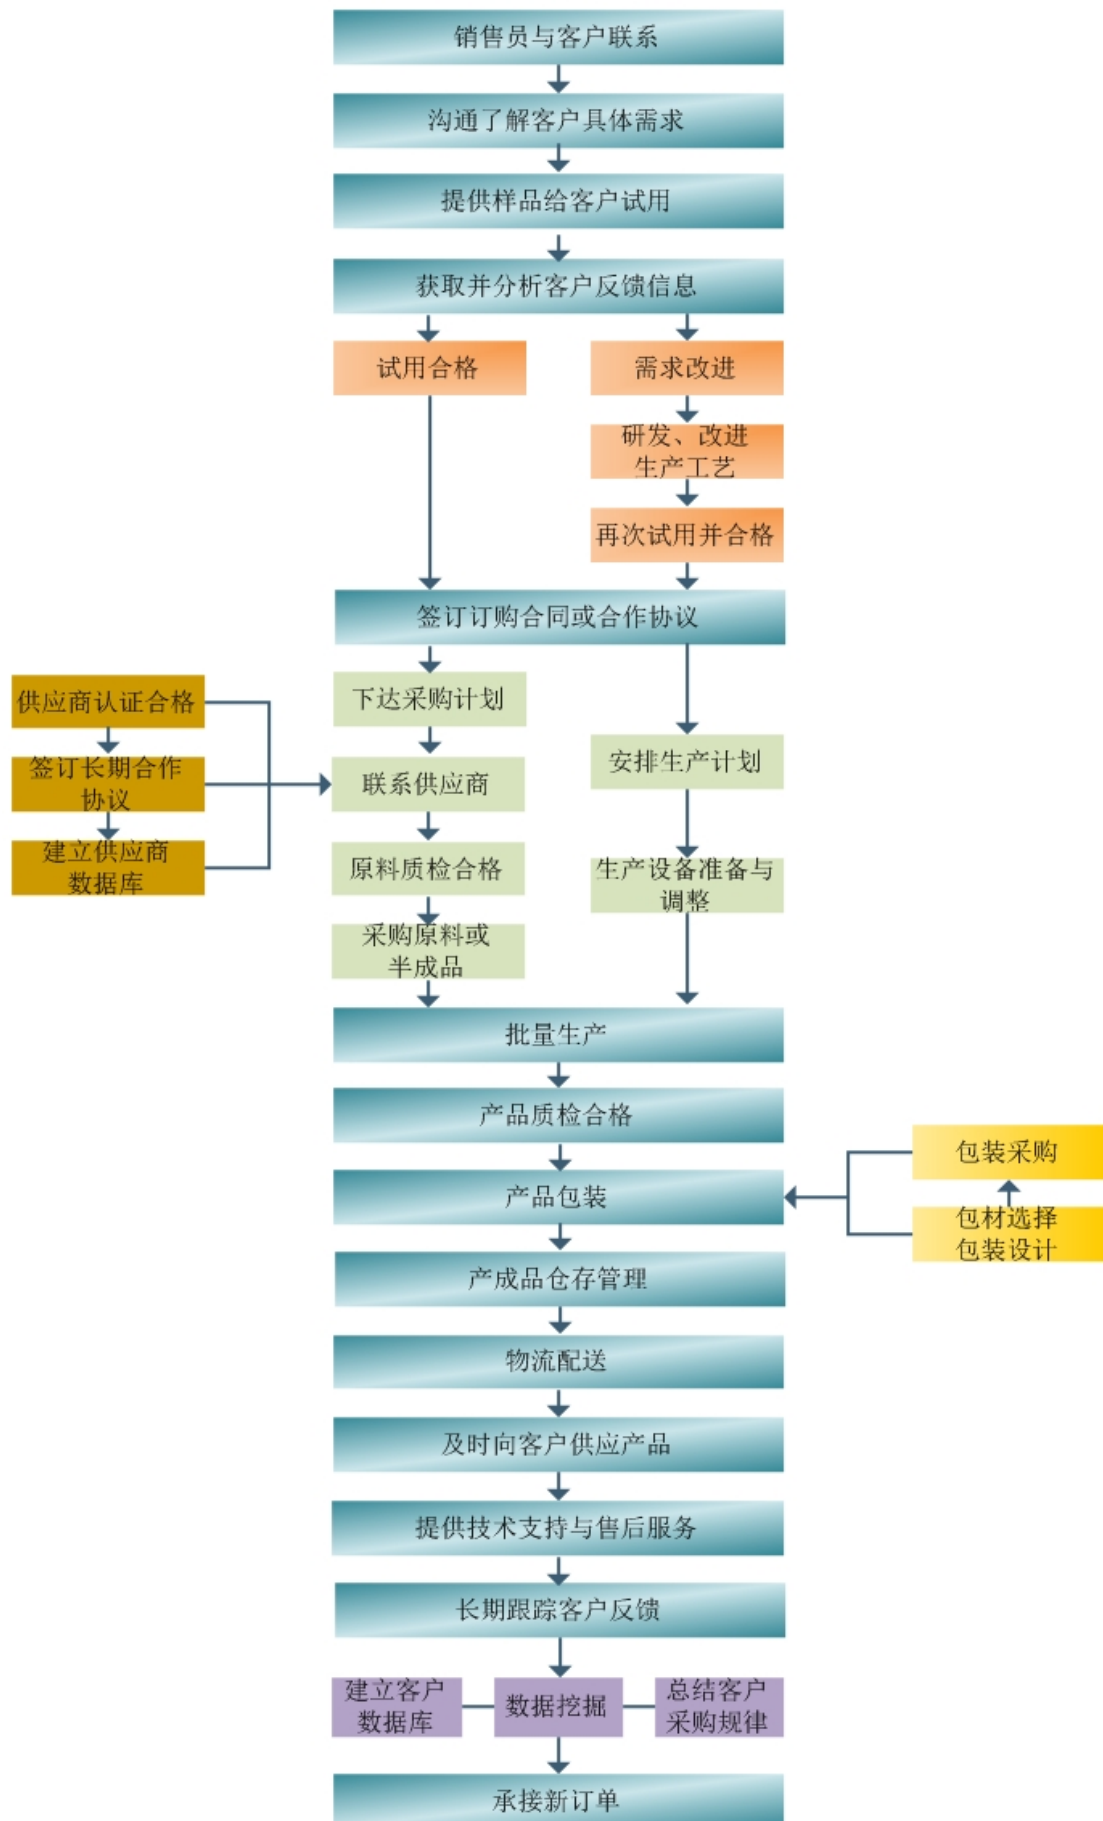 销售员与客户联系
沟通了解客户具体需求
提供样品给客户试用
获取并分析客户反馈信息
试用合格
需求改进
研发、改进
生产工艺
再次试用并合格
签订订购合同或合作协议
供应商认证合格
签订长期合作
协议
建立供应商
数据库
下达采购计划
联系供应商
原料质检合格
采购原料或
半成品
安排生产计划
生产设备准备与
调整
批量生产
产品质检合格
产品包装
包装采购
包材选择
包装设计
产成品仓存管理
物流配送
及时向客户供应产品
提供技术支持与售后服务
长期跟踪客户反馈
建立客户
数据库
数据挖掘
总结客户
采购规律
承接新订单